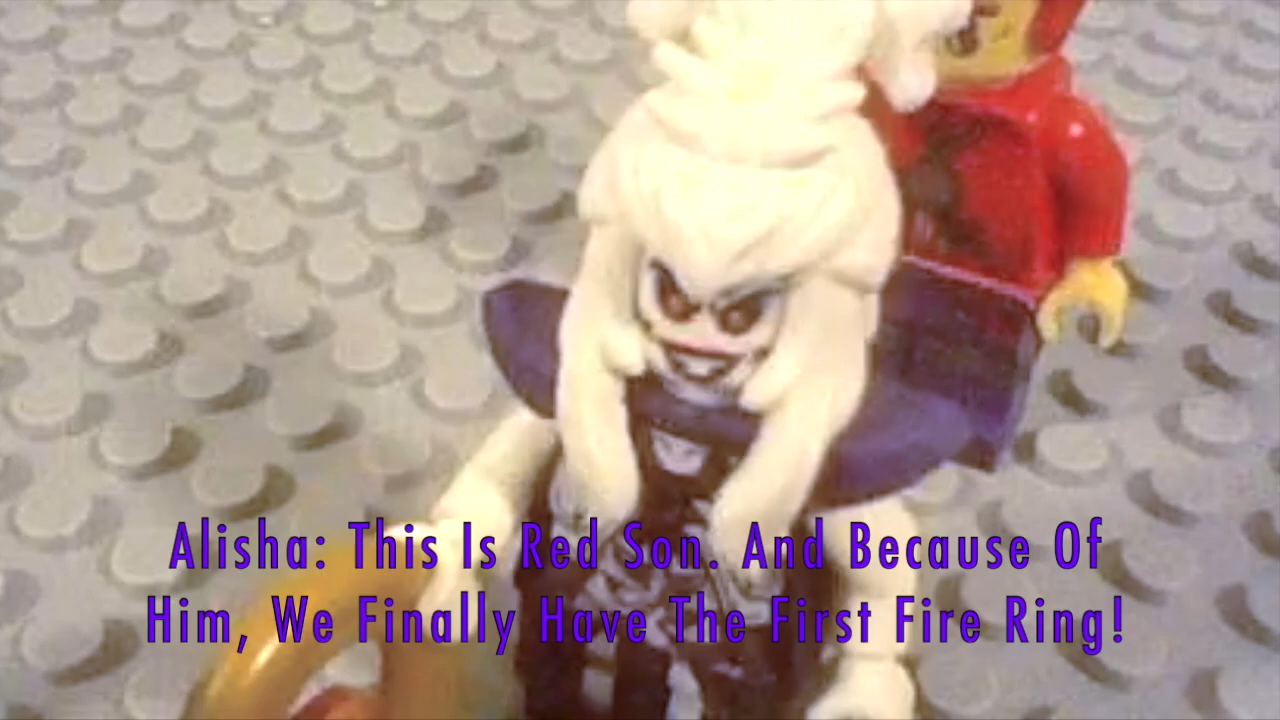 Alisha: This Is Red Son. And Because Of
Him, We Finally Have The First Fire Ring!